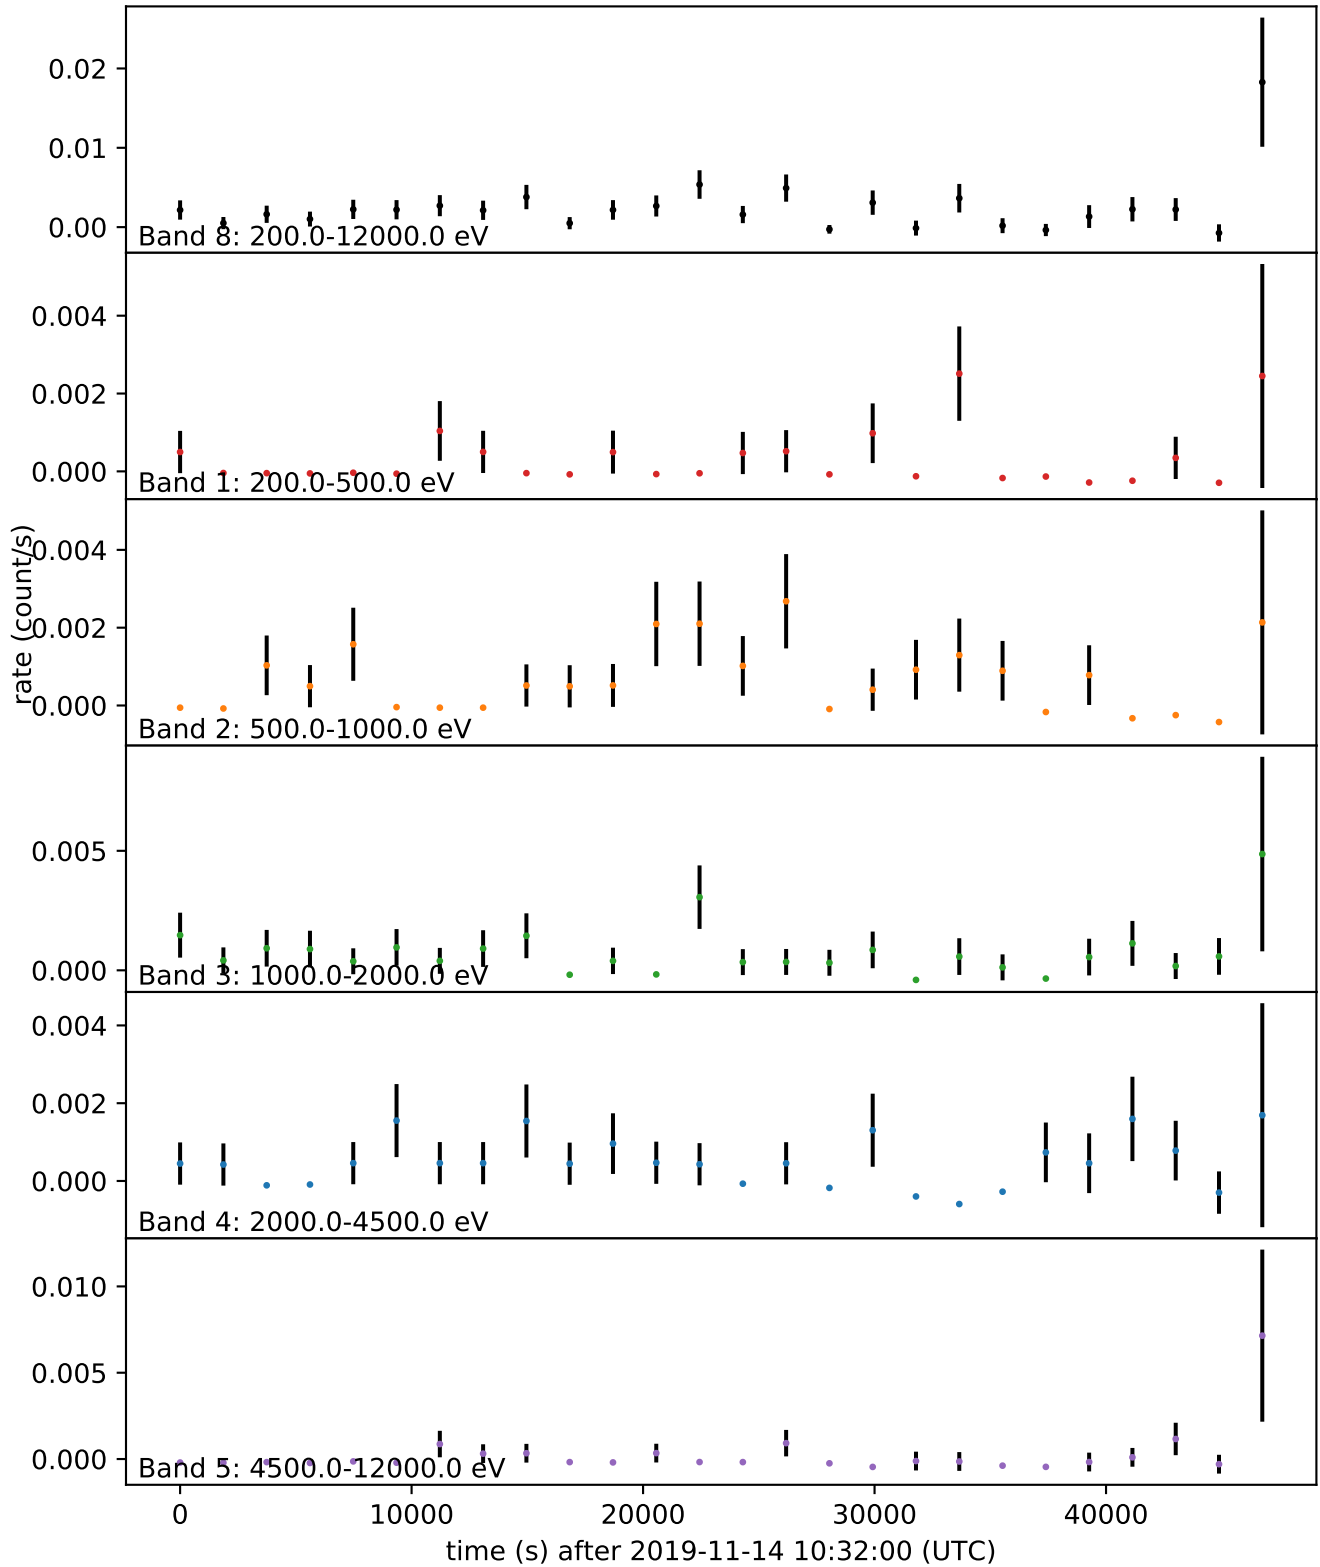 0.02
0.01
0.00
Band 8: 200.0-12000.0 eV
0.004
0.002
0.000
Band 1: 200.0-500.0 eV
rate (count/s)
0.004
0.002
0.000
Band 2: 500.0-1000.0 eV
0.005
0.000
Band 3: 1000.0-2000.0 eV
0.004
0.002
0.000
Band 4: 2000.0-4500.0 eV
0.010
0.005
0.000
Band 5: 4500.0-12000.0 eV
0 10000 20000 30000 40000
time (s) after 2019-11-14 10:32:00 (UTC)